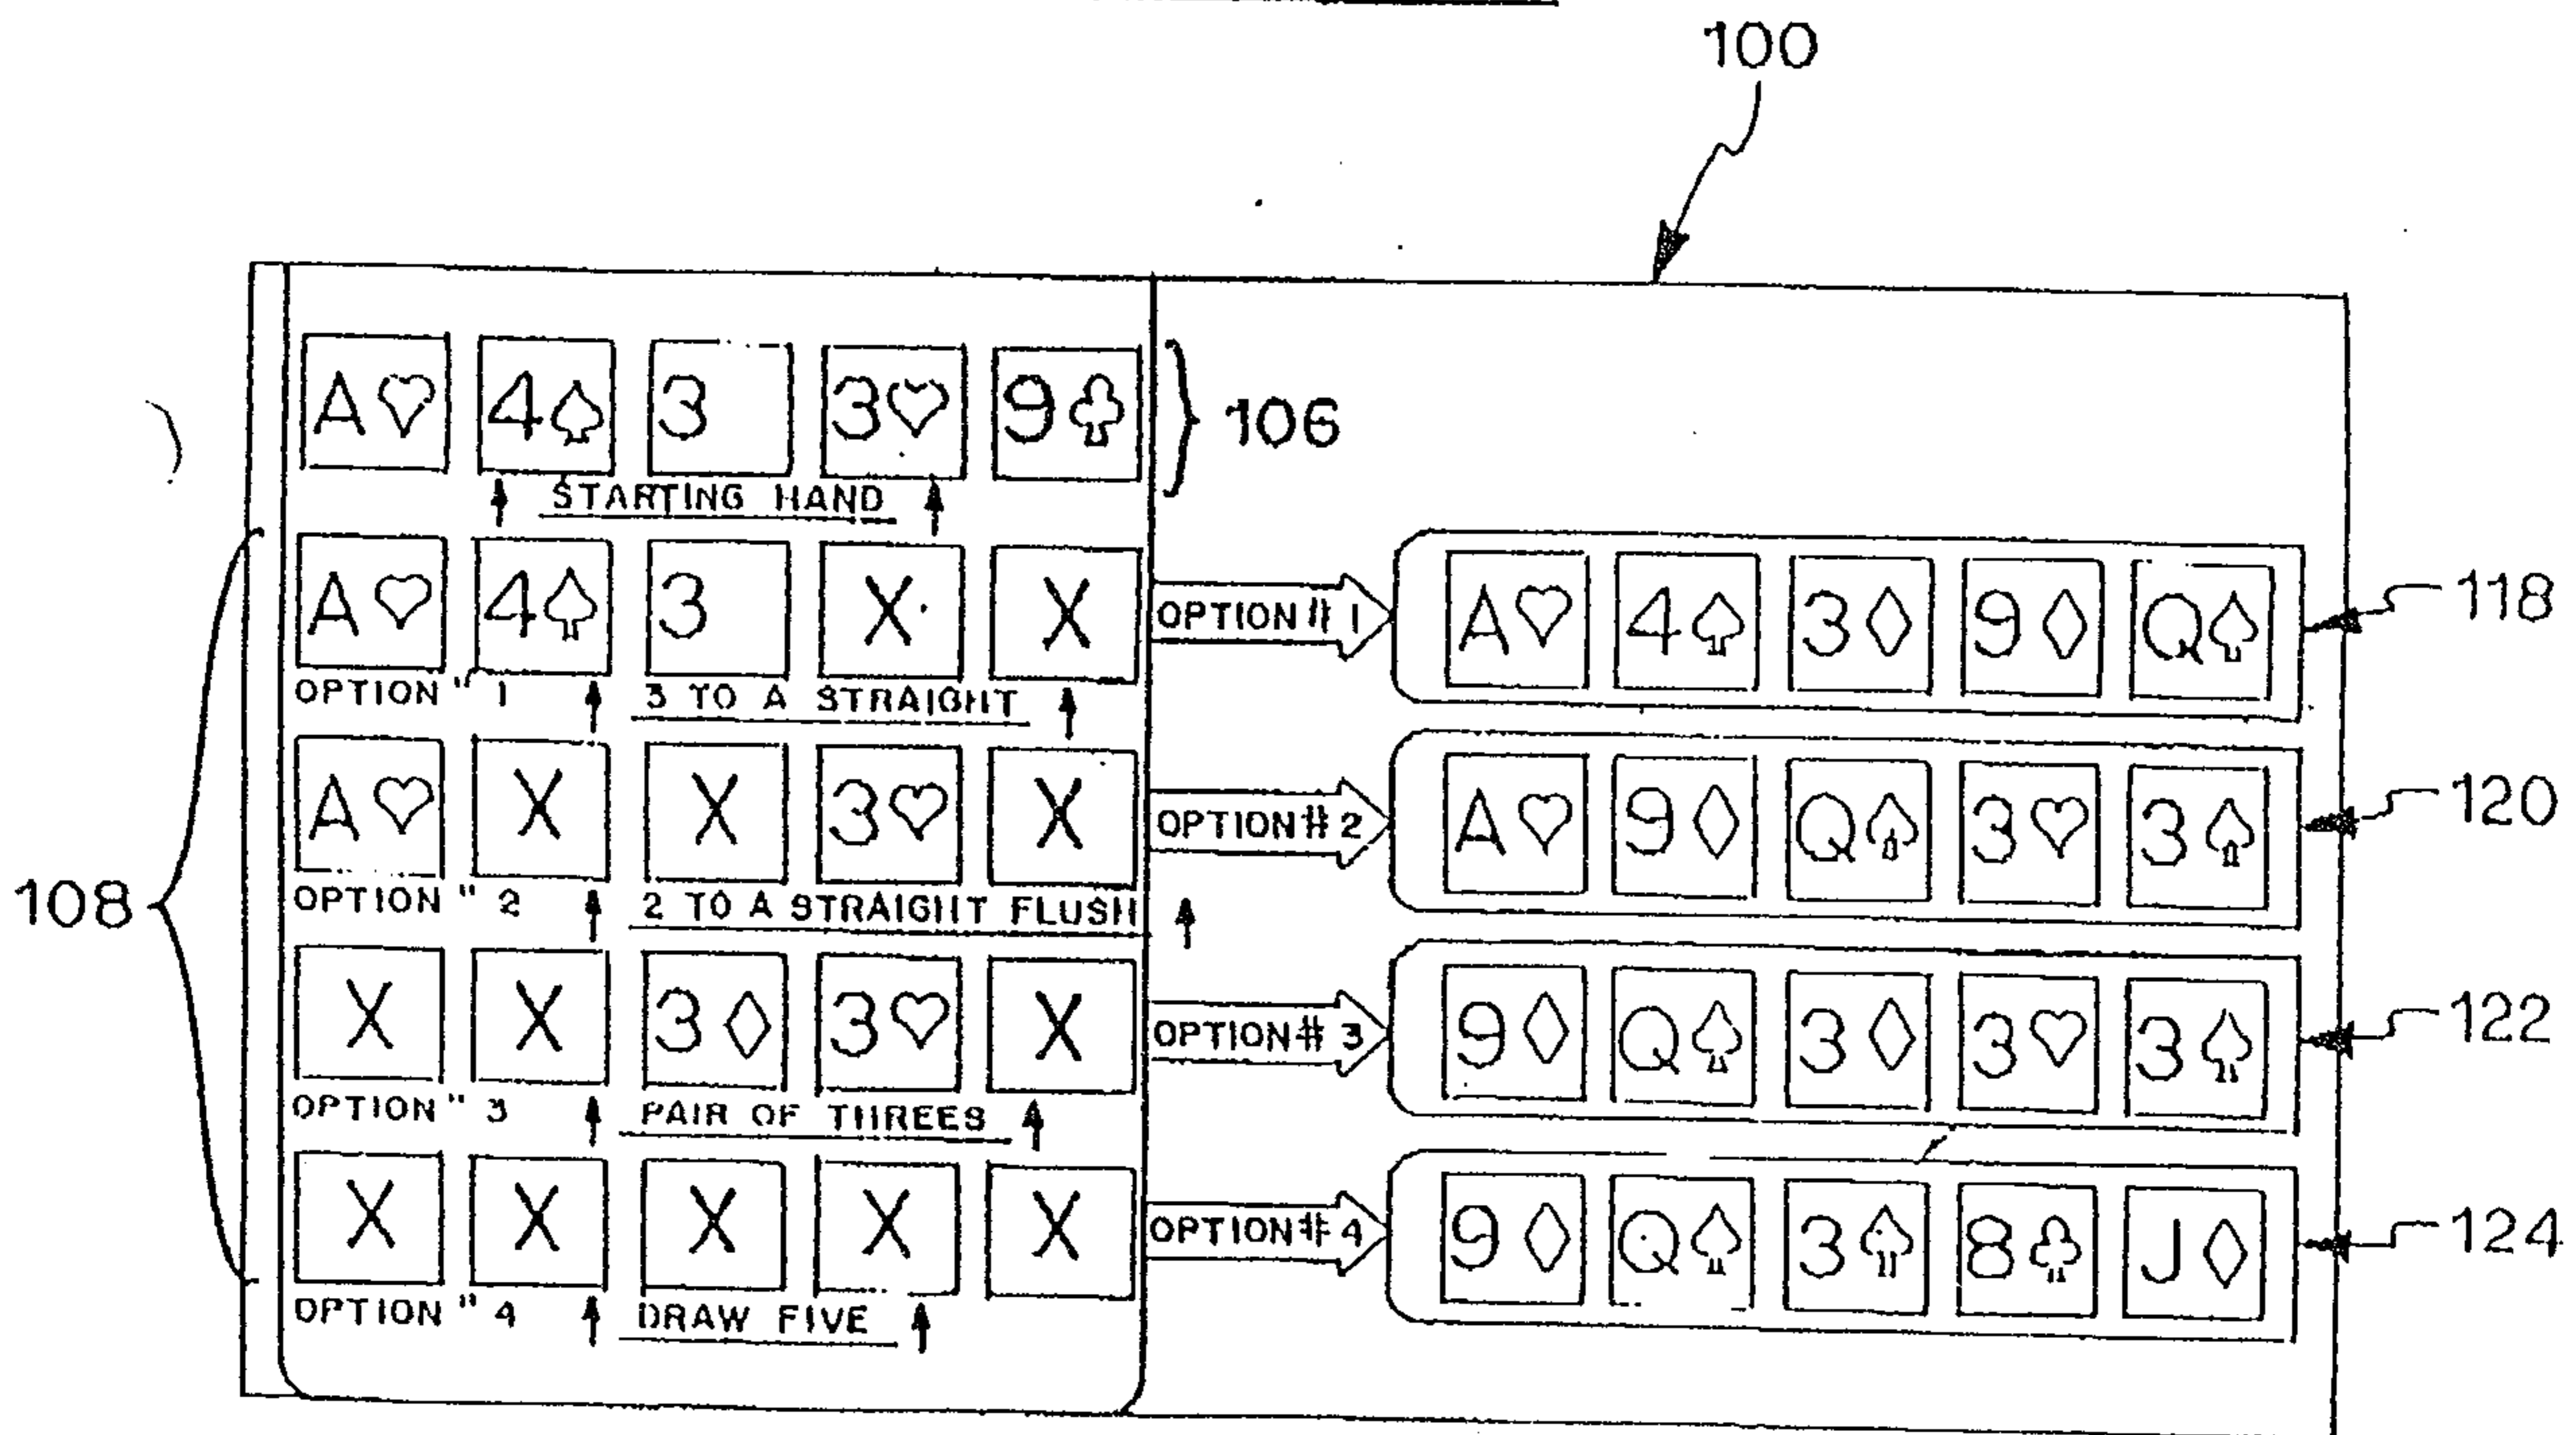 100
A♡ 4♤ 3 3♡ 9♧
106
STARTING HAND
A♡ 4♤ 3 X X
OPTION #1
A♡ 4♤ 3♢ 9♢ Q♤
118
OPTION " 1 3 TO A STRAIGHT
A♡ X X 3♡ X
OPTION #2
A♡ 9♢ Q♤ 3♡ 3♤
120
OPTION " 2 2 TO A STRAIGHT FLUSH
108
X X 3♢ 3♡ X
OPTION # 3
9♢ Q♤ 3♢ 3♡ 3♤
122
OPTION " 3 PAIR OF THREES
X X X X X
OPTION #4
9♢ Q♤ 3♤ 8♧ J♢
124
OPTION " 4 DRAW FIVE